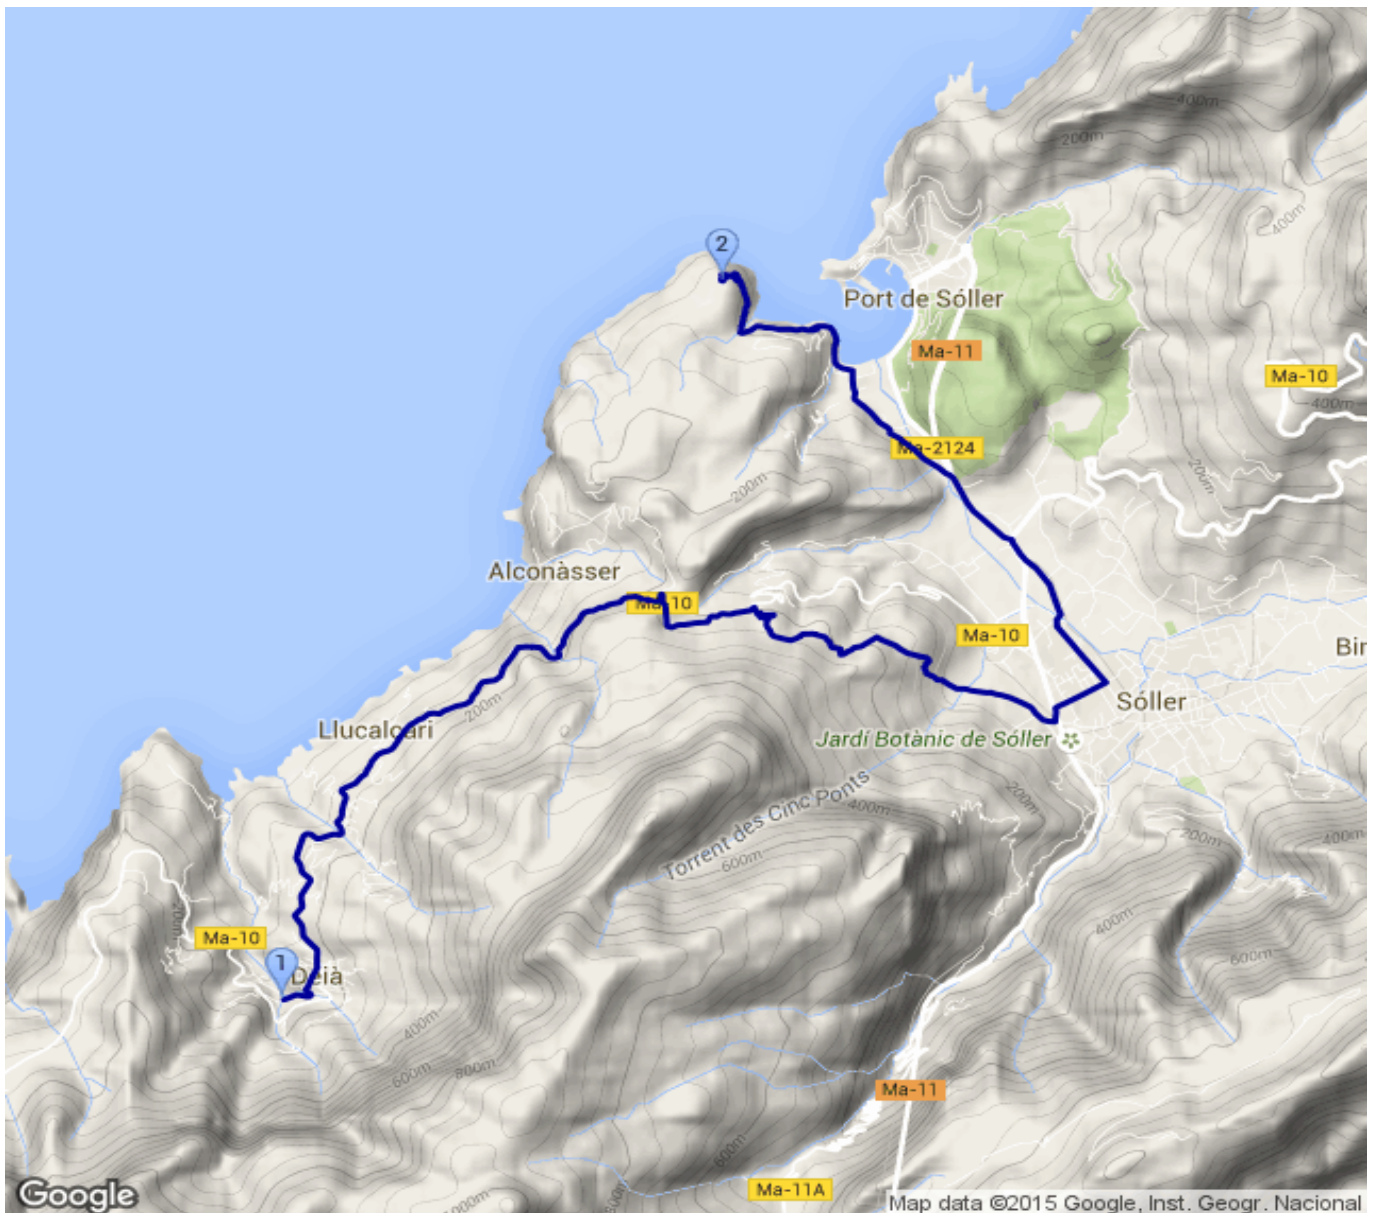 400m
200m
400m
2
Port de Sóller
Ma-11
Ma-10
400m
Ma-2124
200m
200m
Alconàsser
Ma-10
Ma-10
Bin
Sóller
200m
Llucalcari
Jardí Botànic de Sóller
200m
400m
Torrent des Cinc Ponts
200m
400m
600m
200m
400m
Ma-10
600m
1
Deià
400m
600m
800m
Ma-11
600m
Ma-11A
Google
Map data ©2015 Google, Inst. Geogr. Nacional